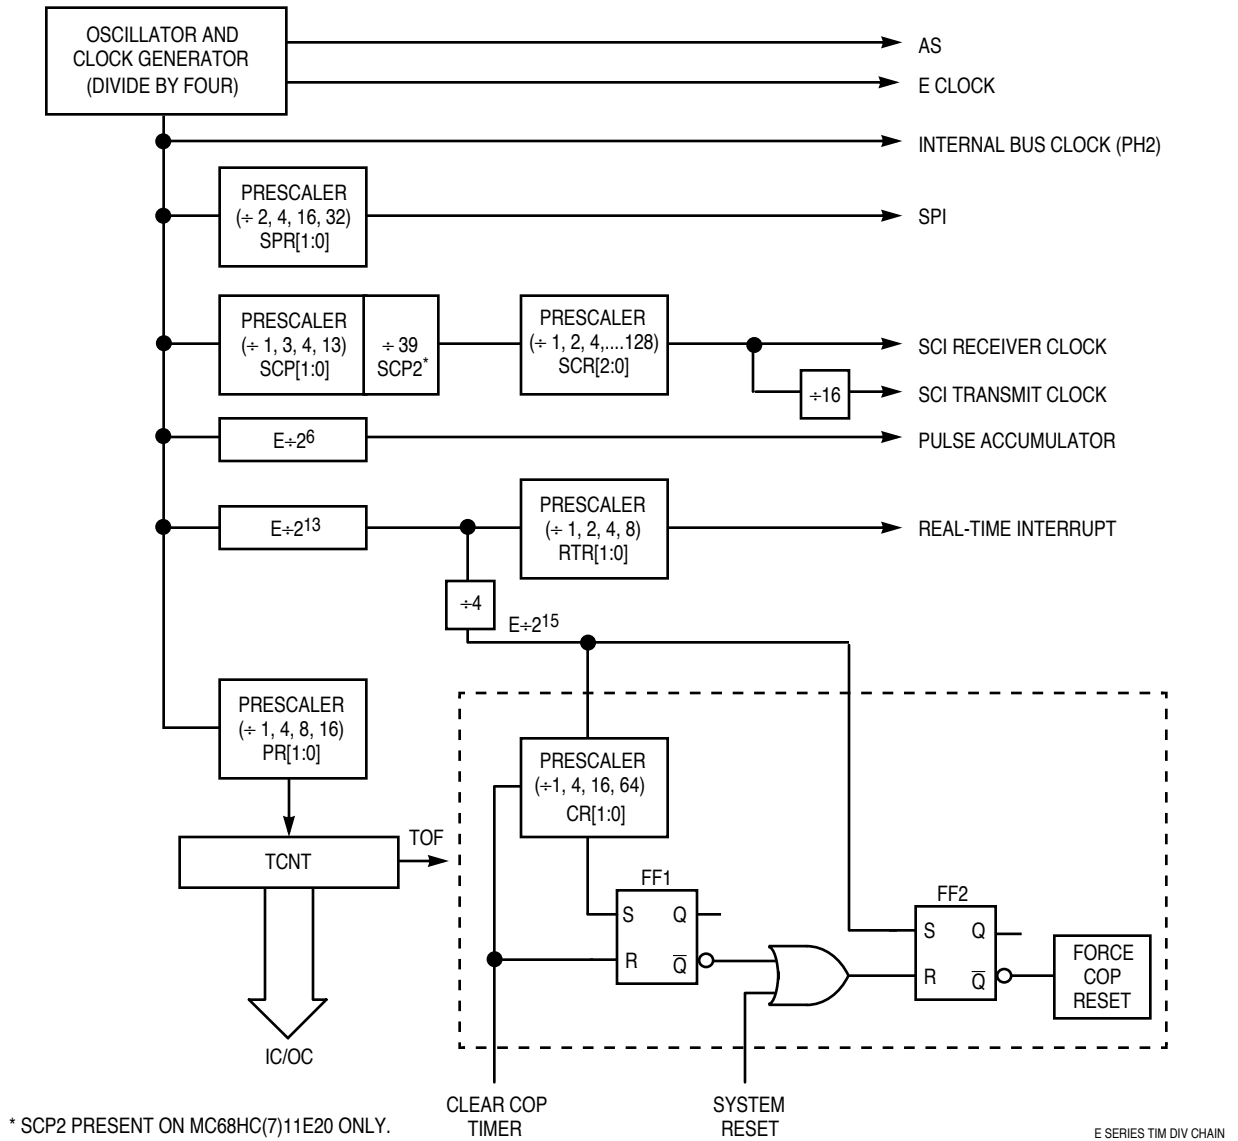 OSCILLATOR AND
CLOCK GENERATOR
(DIVIDE BY FOUR)
AS
E CLOCK
INTERNAL BUS CLOCK (PH2)
PRESCALER
(÷ 2, 4, 16, 32)
SPR[1:0]
SPI
PRESCALER
(÷ 1, 3, 4, 13)
SCP[1:0]
÷ 39
SCP2*
PRESCALER
(÷ 1, 2, 4,....128)
SCR[2:0]
SCI RECEIVER CLOCK
÷16
SCI TRANSMIT CLOCK
E÷2⁶
PULSE ACCUMULATOR
E÷2¹³
PRESCALER
(÷ 1, 2, 4, 8)
RTR[1:0]
REAL-TIME INTERRUPT
÷4
E÷2¹⁵
PRESCALER
(÷ 1, 4, 8, 16)
PR[1:0]
PRESCALER
(÷1, 4, 16, 64)
CR[1:0]
TOF
TCNT
FF1
S Q
R Q̅
FF2
S Q
R Q̅
FORCE
COP
RESET
IC/OC
CLEAR COP
TIMER
SYSTEM
RESET
* SCP2 PRESENT ON MC68HC(7)11E20 ONLY.
E SERIES TIM DIV CHAIN